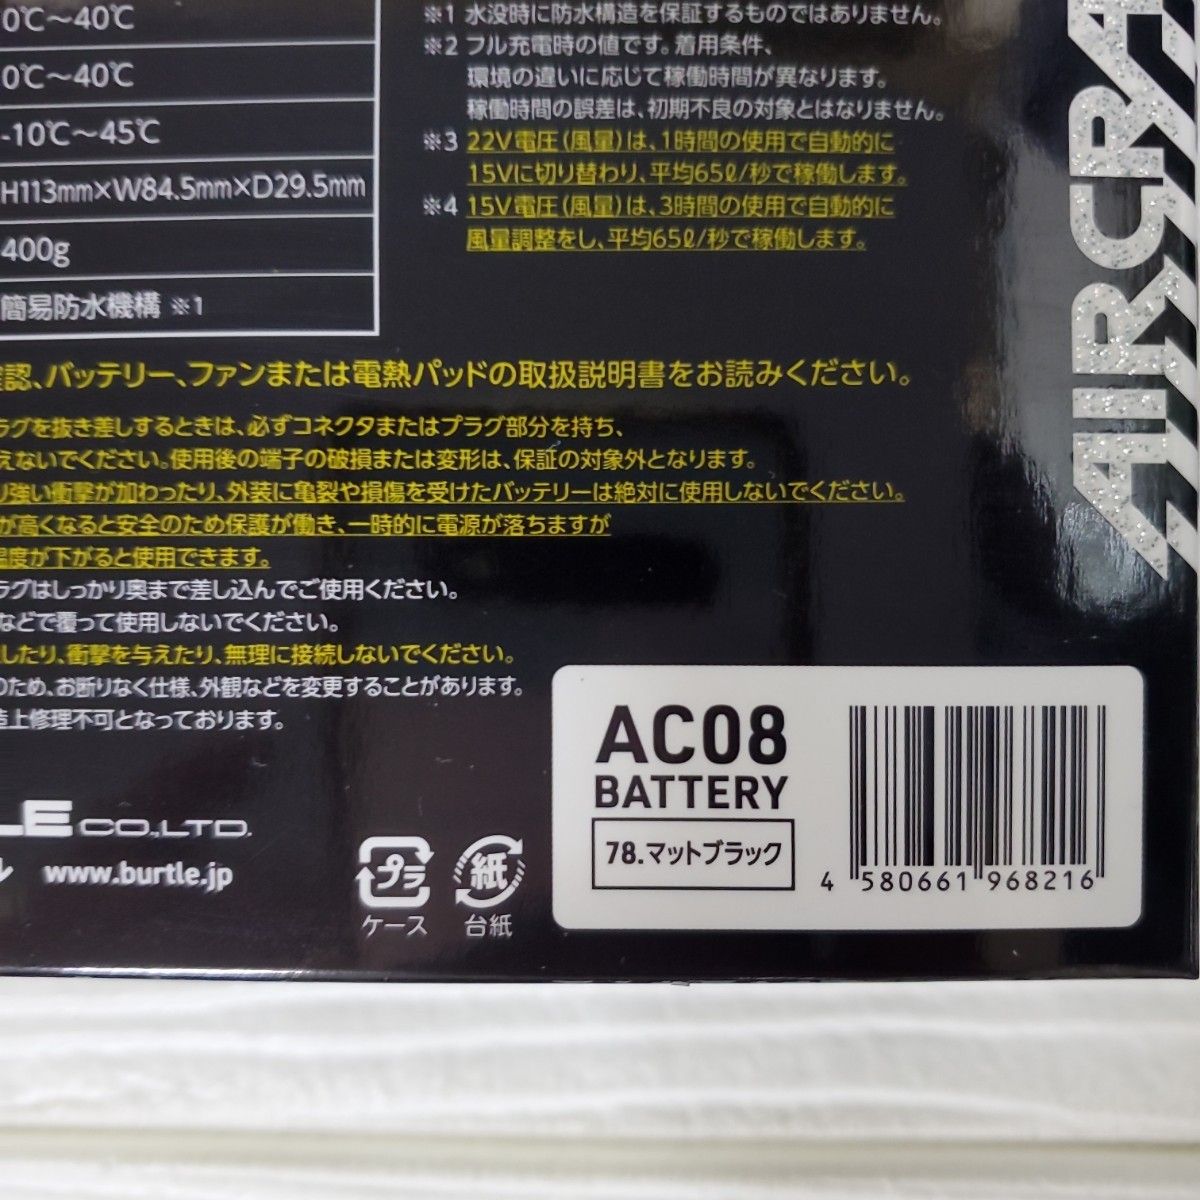 0℃〜40℃
0℃〜40℃
-10℃〜45℃
H113mm×W84.5mm×D29.5mm
400g
簡易防水機構 ※1
※1 水没時に防水構造を保証するものではありません。
※2 フル充電時の値です。着用条件、
環境の違いに応じて稼働時間が異なります。
稼働時間の誤差は、初期不良の対象とはなりません。
※3 22V電圧(風量)は、1時間の使用で自動的に
15Vに切り替わり、平均65ℓ/秒で稼働します。
※4 15V電圧(風量)は、3時間の使用で自動的に
風量調整をし、平均65ℓ/秒で稼働します。
AIRCRA
認、バッテリー、ファンまたは電熱パッドの取扱説明書をお読みください。
ラグを抜き差しするときは、必ずコネクタまたはプラグ部分を持ち、
えないでください。使用後の端子の破損または変形は、保証の対象外となります。
り強い衝撃が加わったり、外装に亀裂や損傷を受けたバッテリーは絶対に使用しないでください。
が高くなると安全のため保護が働き、一時的に電源が落ちますが
温度が下がると使用できます。
ラグはしっかり奥まで差し込んでご使用ください。
などで覆って使用しないでください。
したり、衝撃を与えたり、無理に接続しないでください。
のため、お断りなく仕様、外観などを変更することがあります。
造上修理不可となっております。
LE CO.,LTD.
ル www.burtle.jp
プラ
ケース
紙
台紙
AC08
BATTERY
78.マットブラック
4 580661 968216